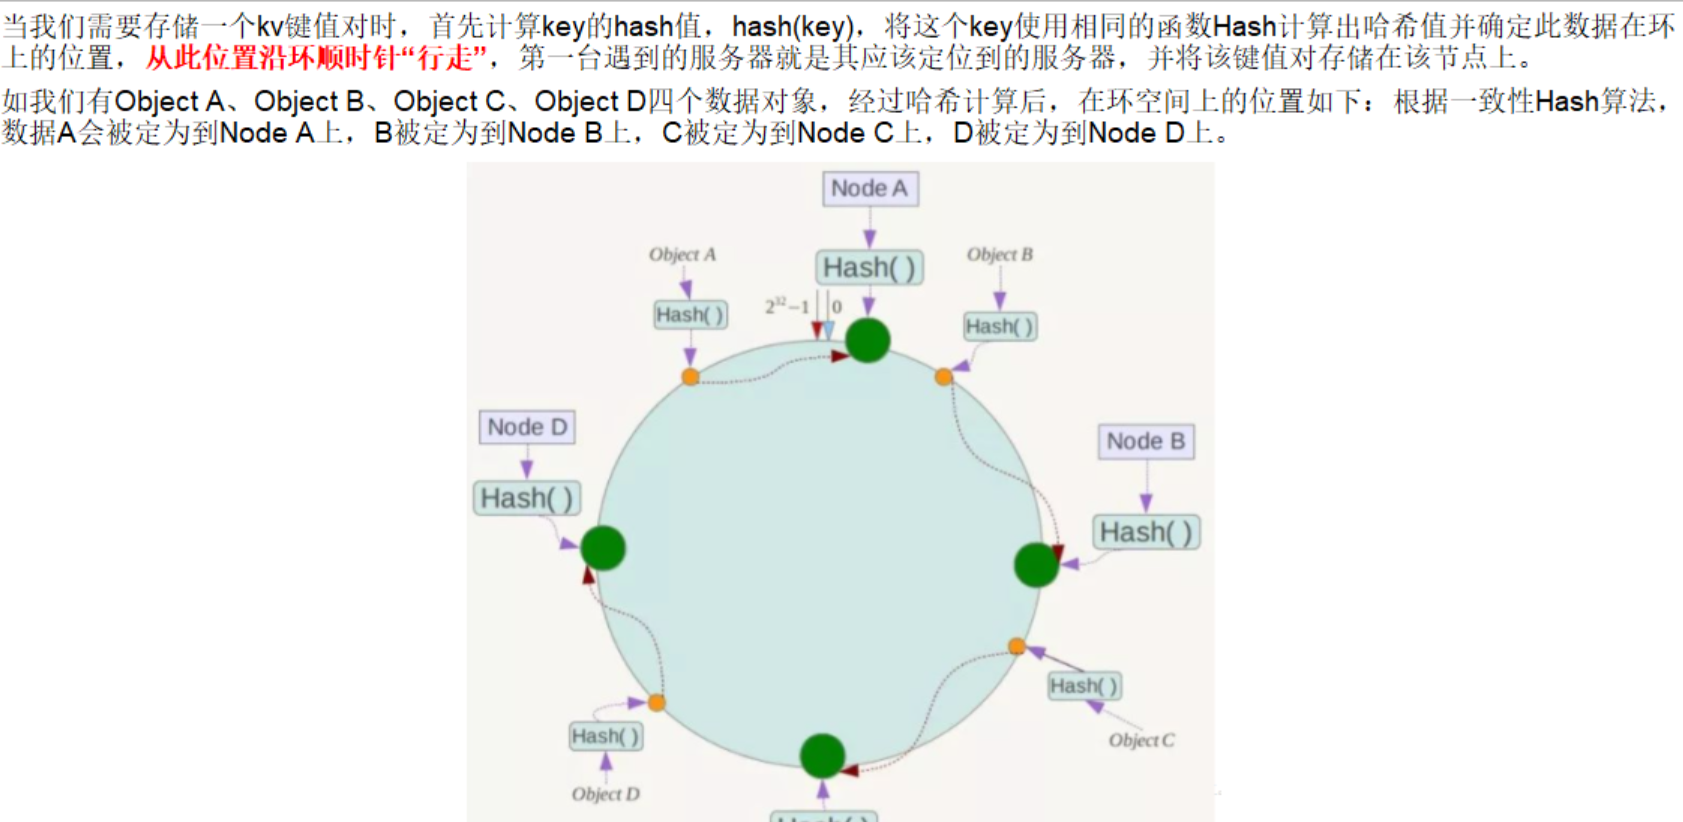 当我们需要存储一个kv键值对时，首先计算key的hash值，hash(key)，将这个key使用相同的函数Hash计算出哈希值并确定此数据在环
上的位置，从此位置沿环顺时针“行走”，第一台遇到的服务器就是其应该定位到的服务器，并将该键值对存储在该节点上。
如我们有Object A、Object B、Object C、Object D四个数据对象，经过哈希计算后，在环空间上的位置如下：根据一致性Hash算法，
数据A会被定为到Node A上，B被定为到Node B上，C被定为到Node C上，D被定为到Node D上。
Node A
Object A
Hash( )
Object B
Hash( )
2³²−1
0
Hash( )
Node D
Node B
Hash( )
Hash( )
Hash( )
Hash( )
Object C
Object D
Hash( )